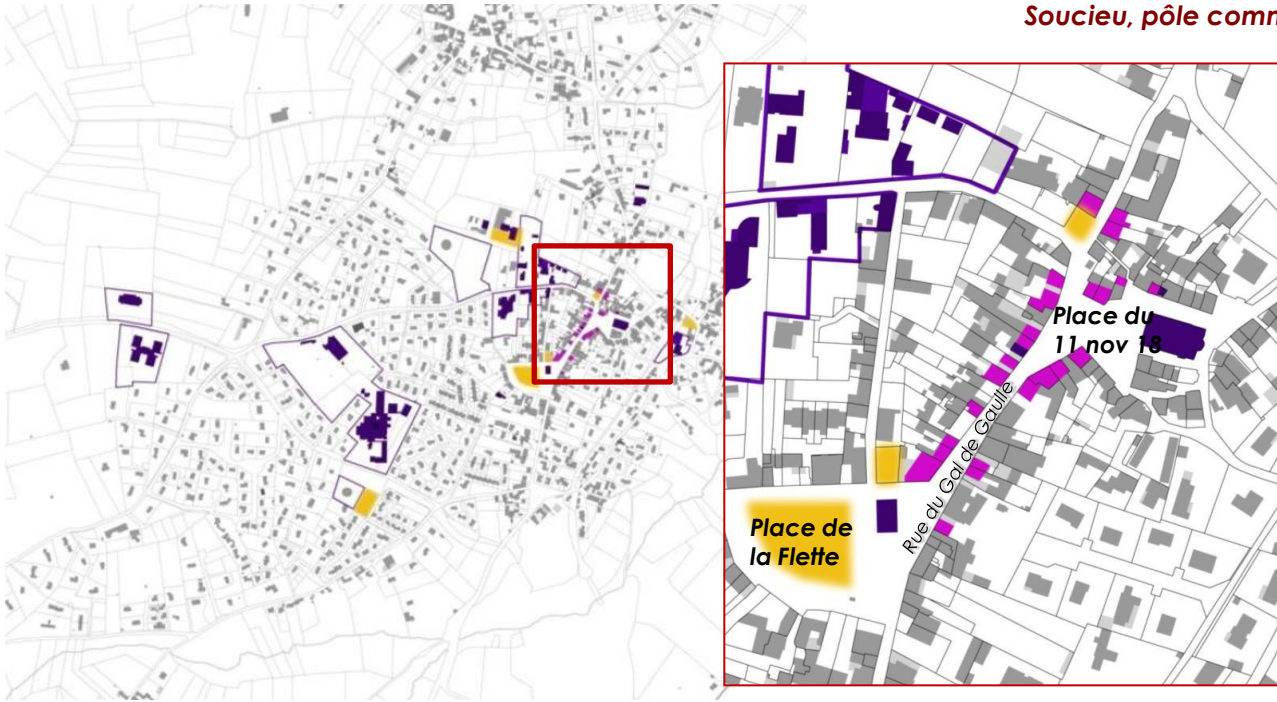 Soucieu, pôle comm
Place du
11 nov 18
Rue du Gal de Gaulle
Place de
la Flette